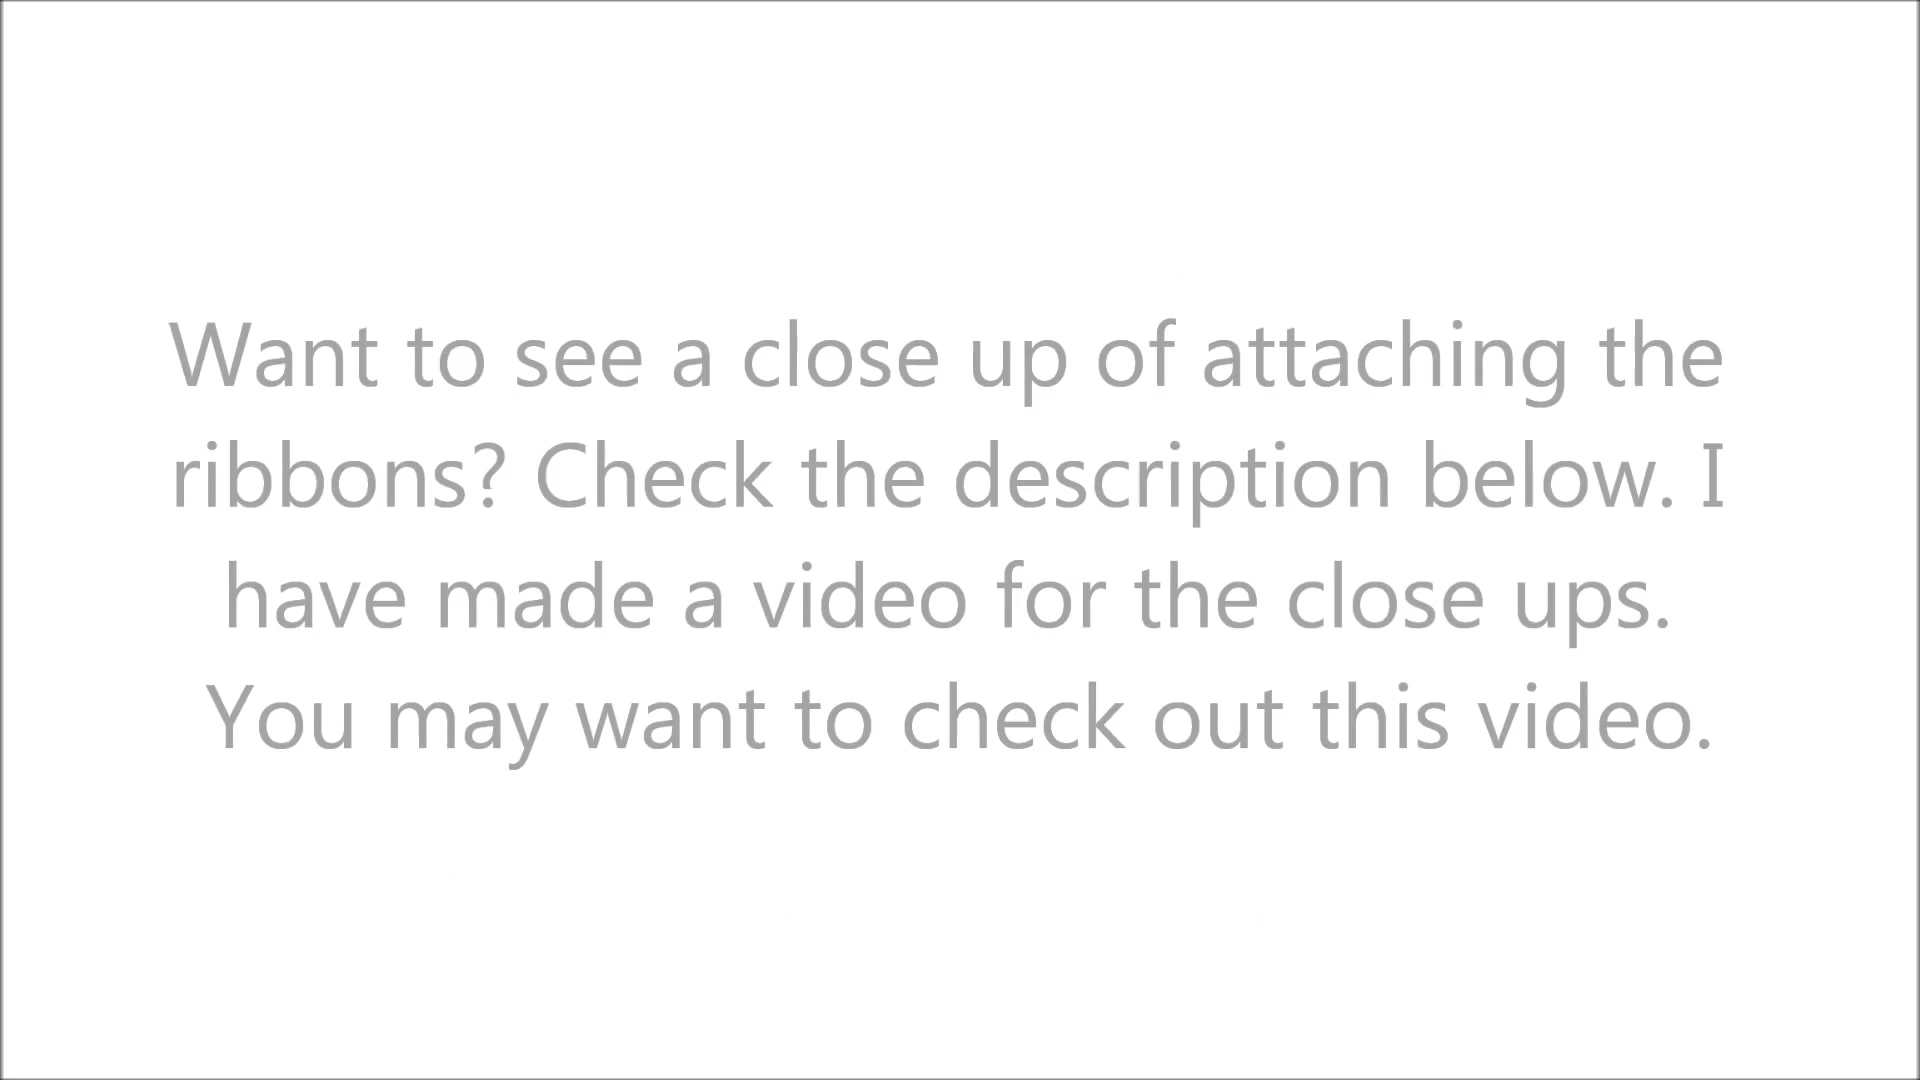 Want to see a close up of attaching the
ribbons? Check the description below. I
have made a video for the close ups.
You may want to check out this video.